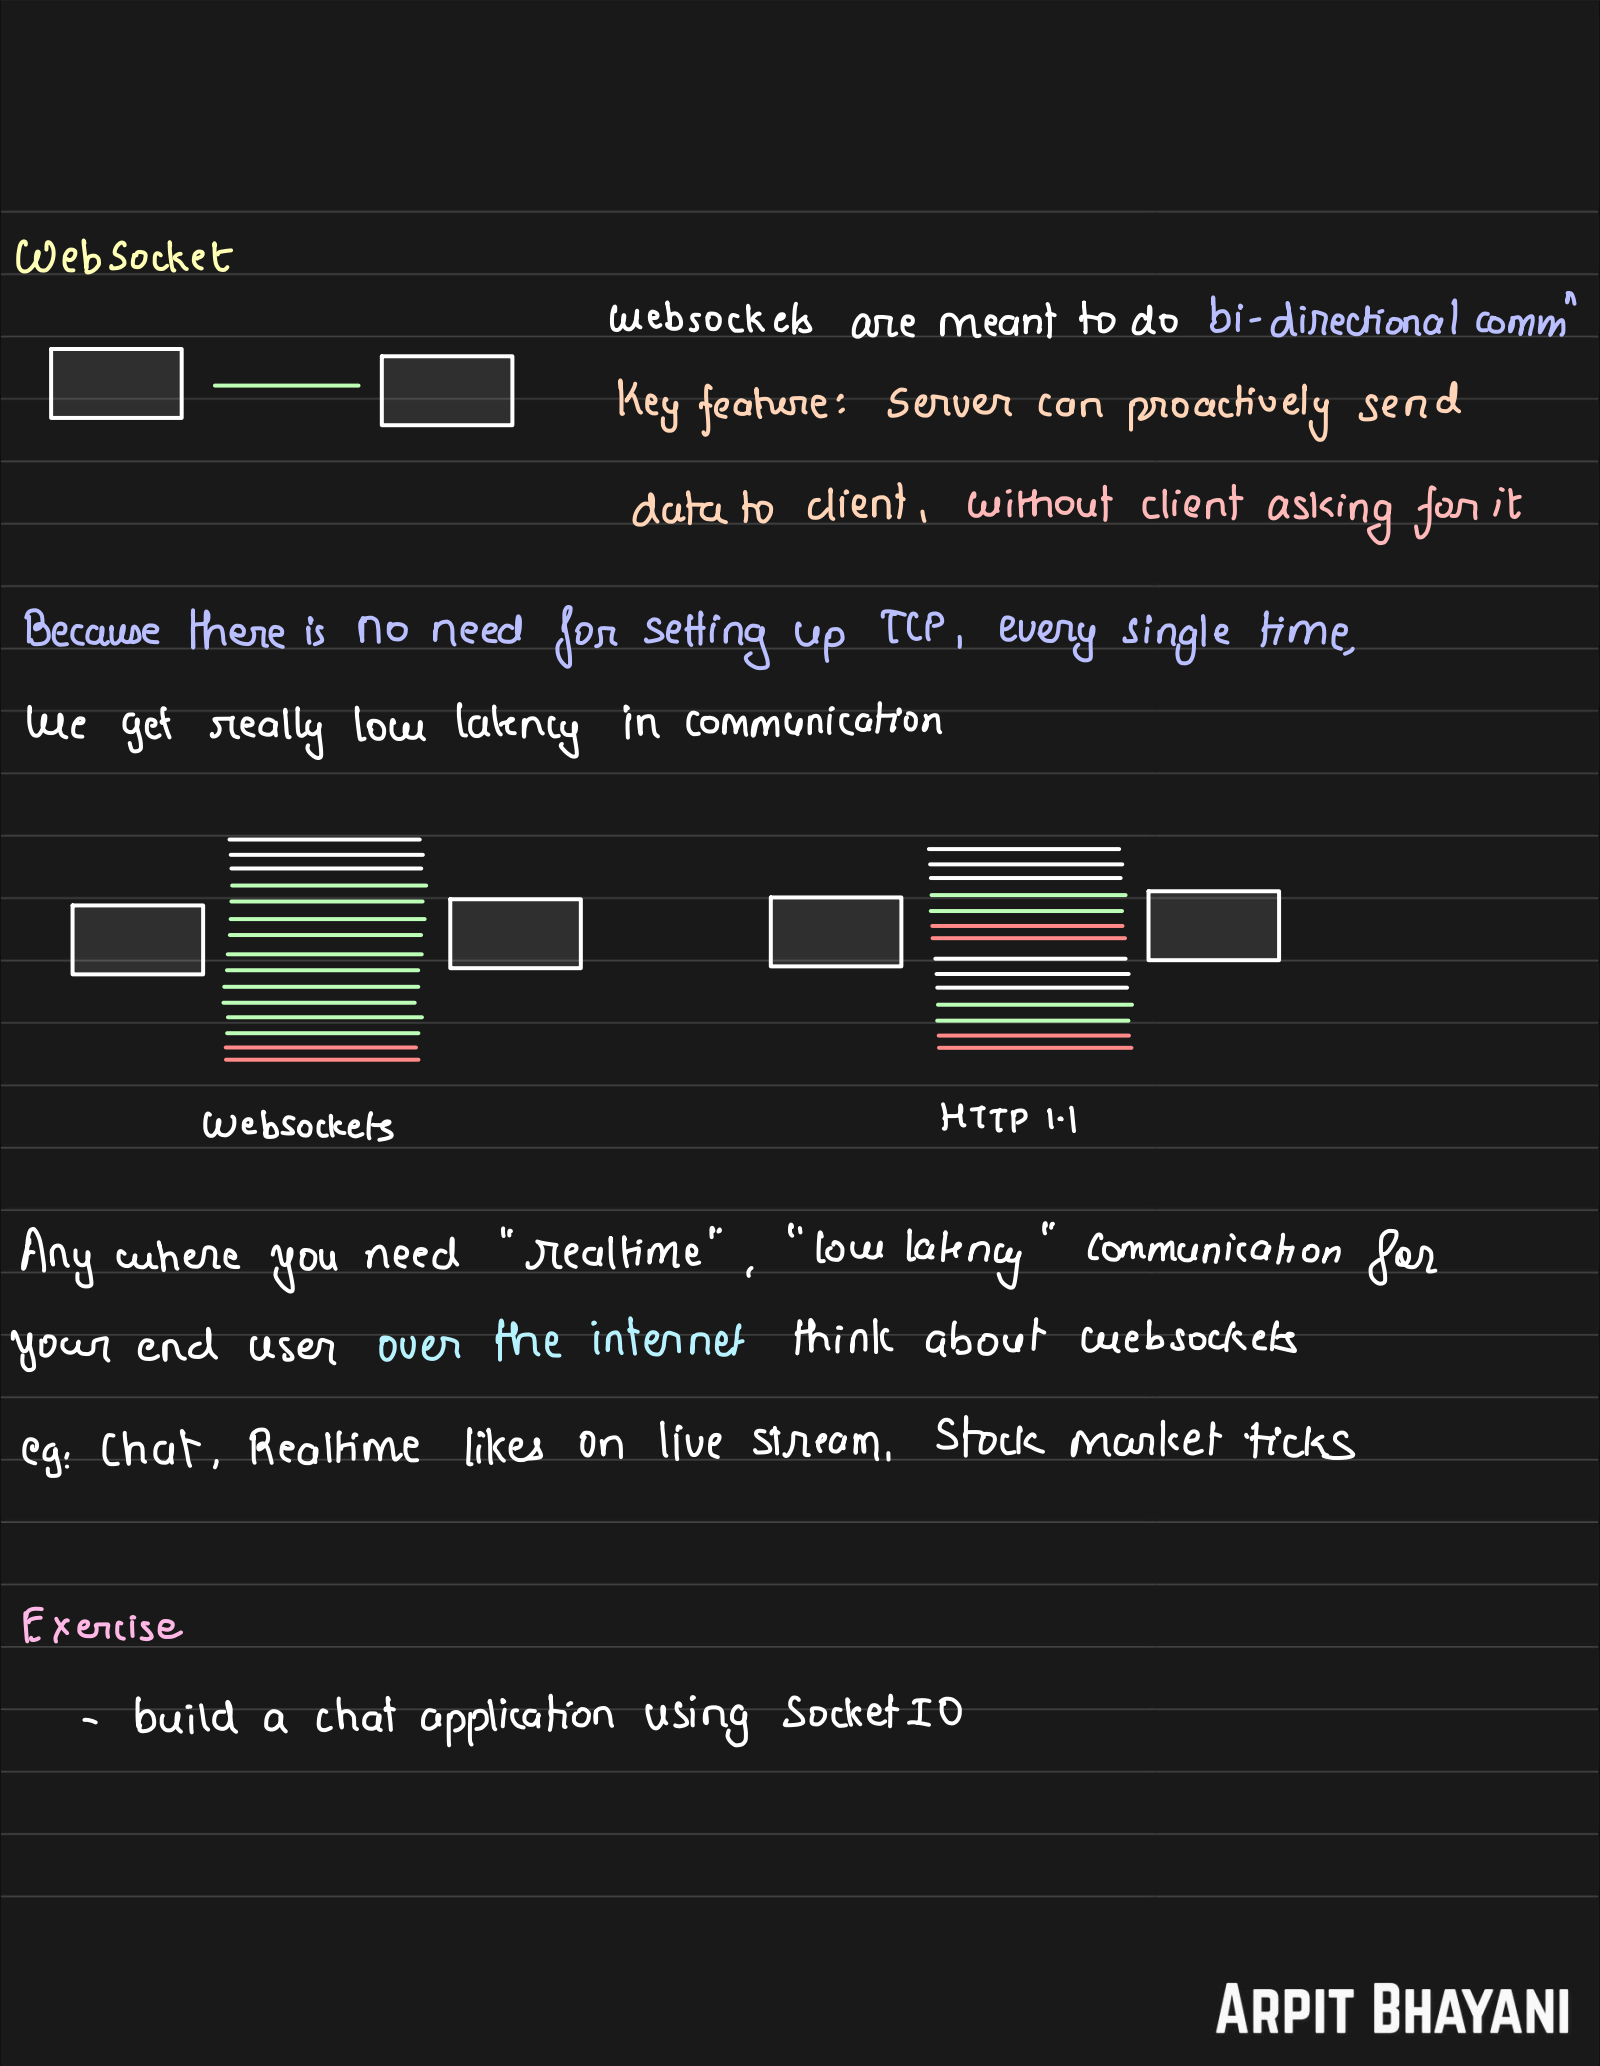 WebSocket
Websockets are meant to do bi-directional commⁿ
Key feature: Server can proactively send
data to client, without client asking for it
Because there is no need for setting up TCP, every single time,
We get really low latency in communication
Websockets
HTTP 1.1
Any where you need "realtime", "low latency" communication for
your end user over the internet think about websockets
eg: Chat, Realtime likes on live stream, Stock market ticks
Exercise
- build a chat application using SocketIO
ARPIT BHAYANI